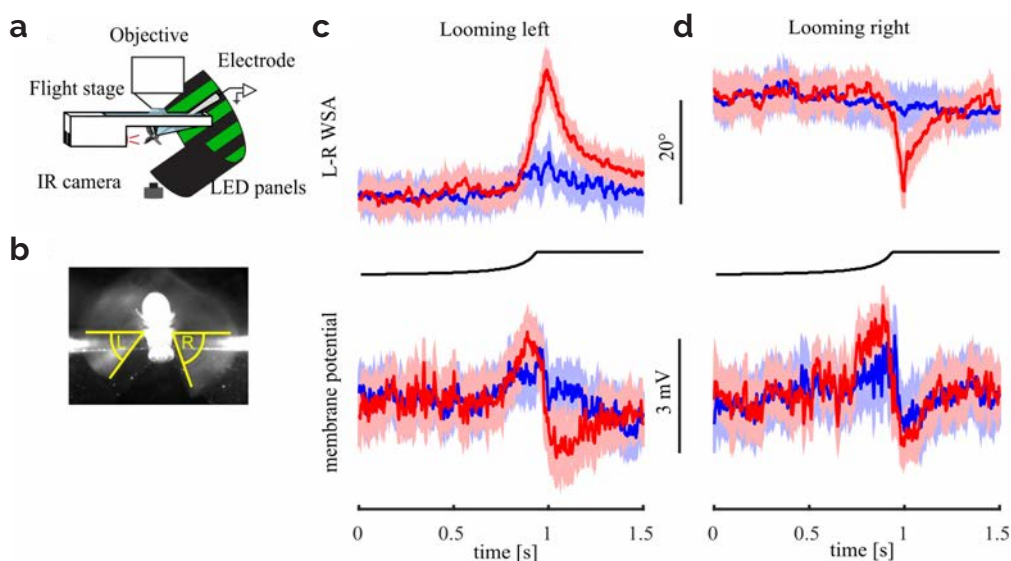 a
Objective
Electrode
Flight stage
IR camera
LED panels
b
L
R
c
Looming left
L-R WSA
membrane potential
0
0.5
1
1.5
time [s]
d
Looming right
20°
3 mV
0
0.5
1
1.5
time [s]